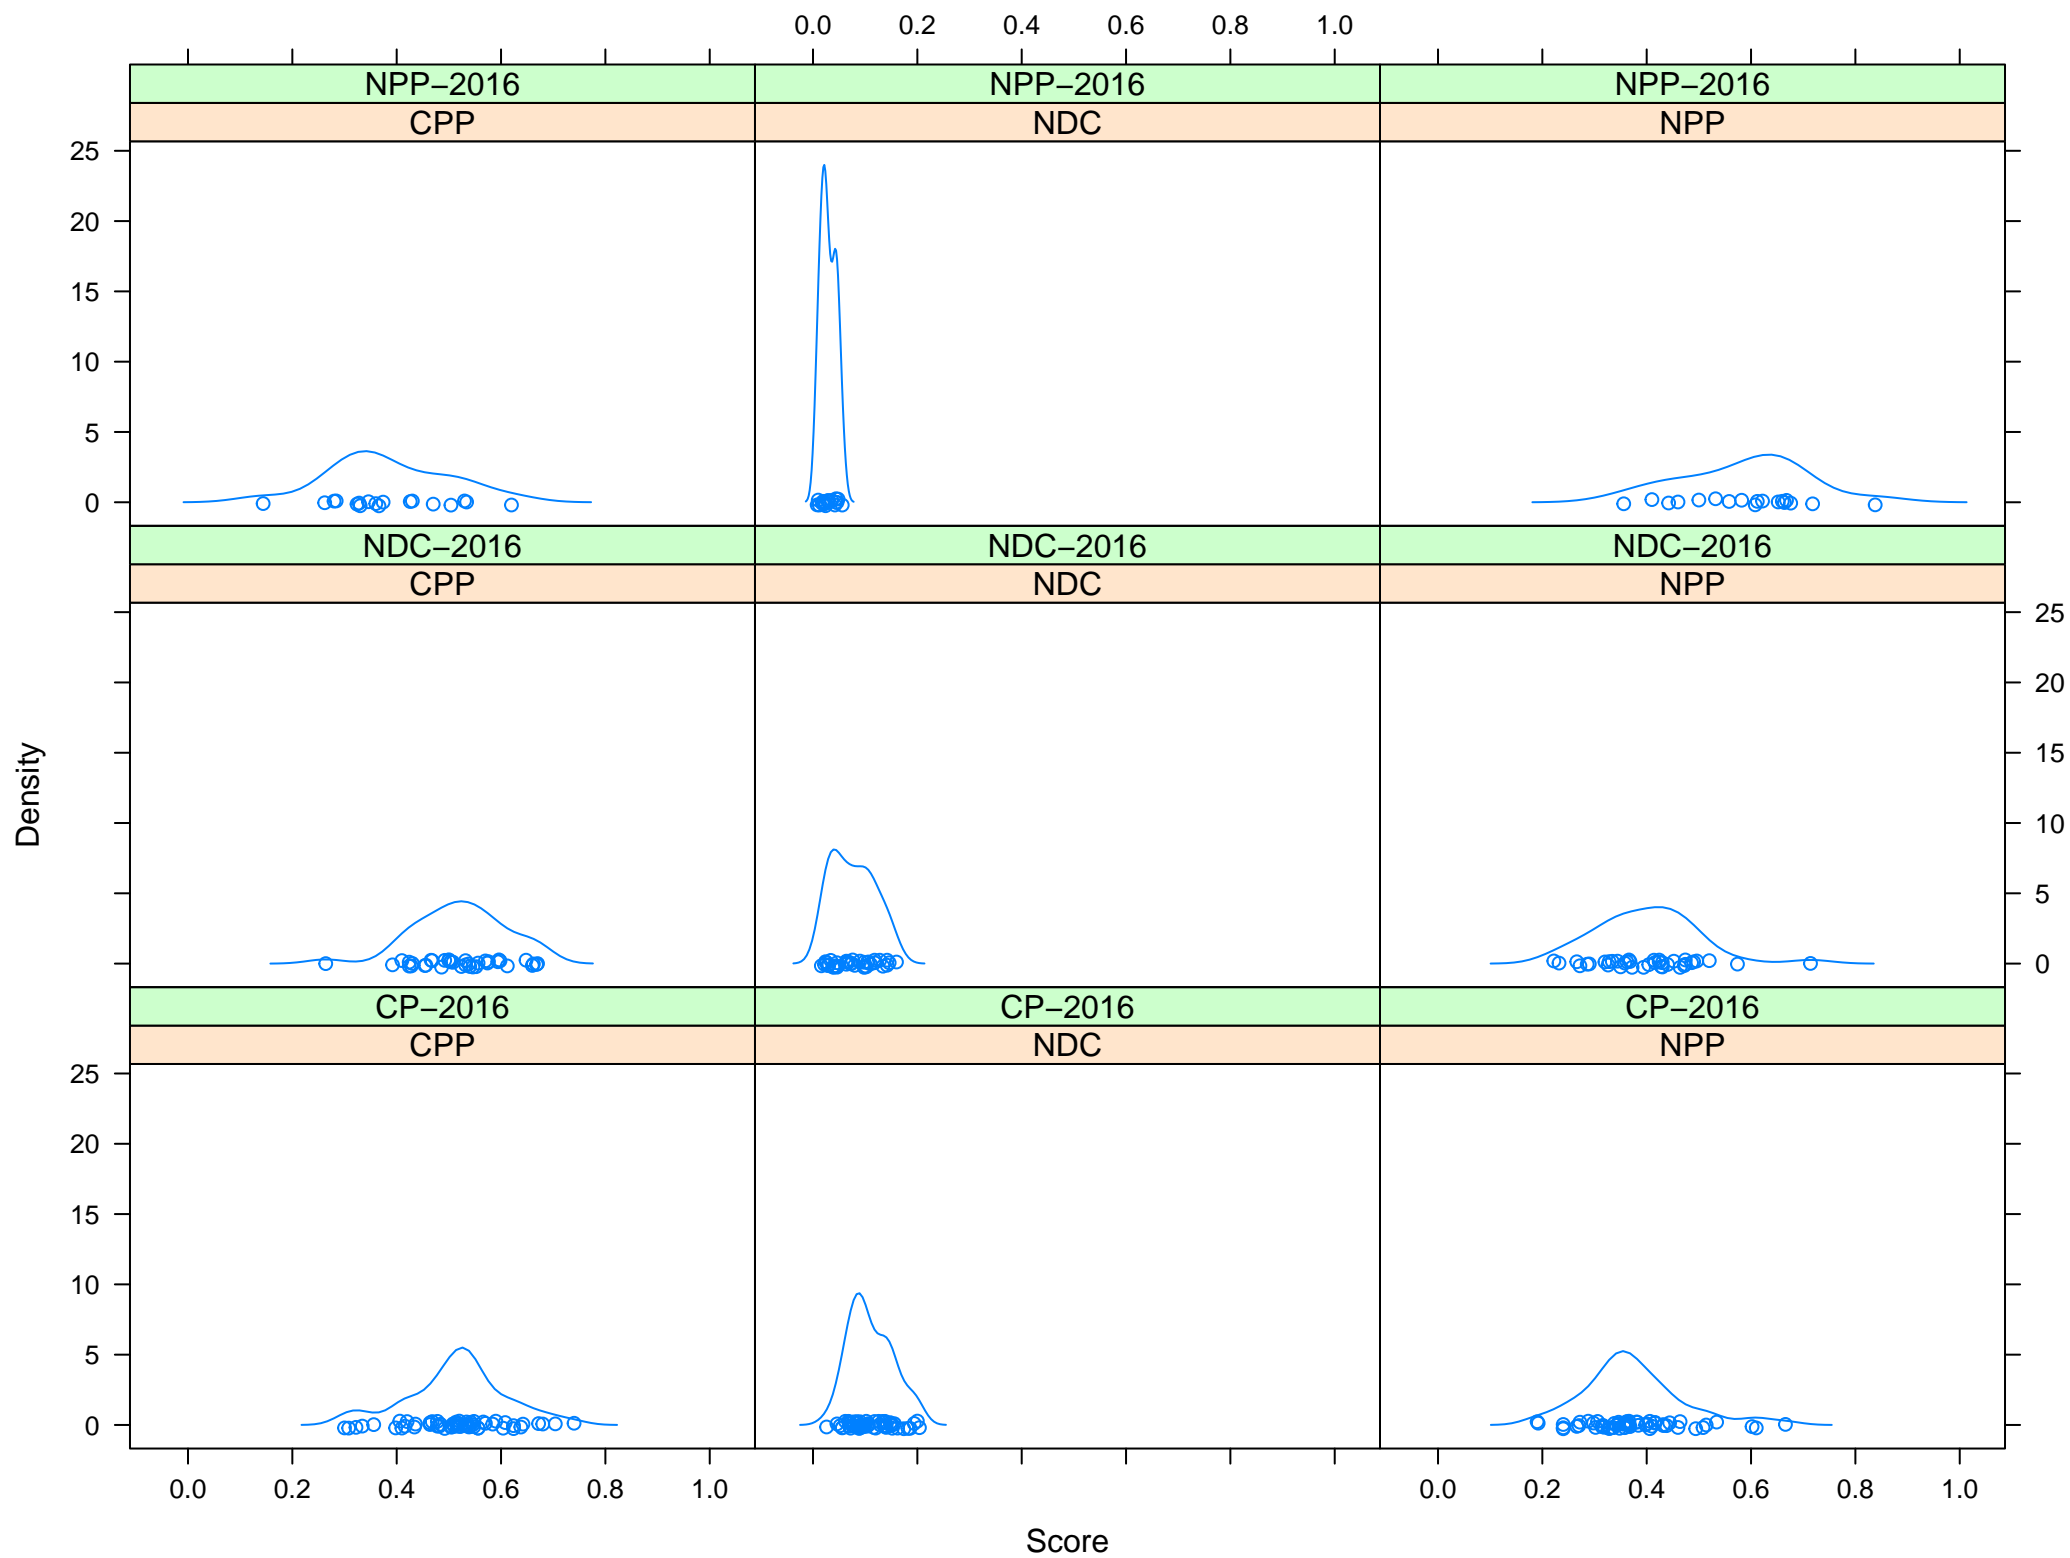 0.0 0.2 0.4 0.6 0.8 1.0
NPP−2016 NPP−2016 NPP−2016
CPP NDC NPP
25
20
15
10
5
0
NDC−2016 NDC−2016 NDC−2016
CPP NDC NPP
25
20
15
10
5
0
Density
CP−2016 CP−2016 CP−2016
CPP NDC NPP
25
20
15
10
5
0
0.0 0.2 0.4 0.6 0.8 1.0 0.0 0.2 0.4 0.6 0.8 1.0
Score